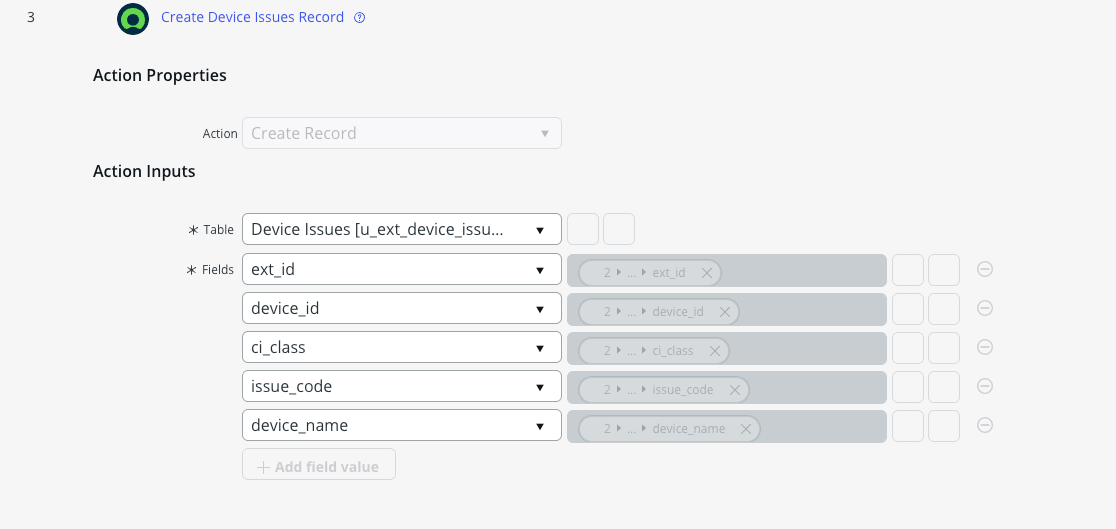 3 Create Device Issues Record
Action Properties
Action Create Record
Action Inputs
Table Device Issues [u_ext_device_issu...
Fields ext_id 2 ... ext_id
device_id 2 ... device_id
ci_class 2 ... ci_class
issue_code 2 ... issue_code
device_name 2 ... device_name
+ Add field value